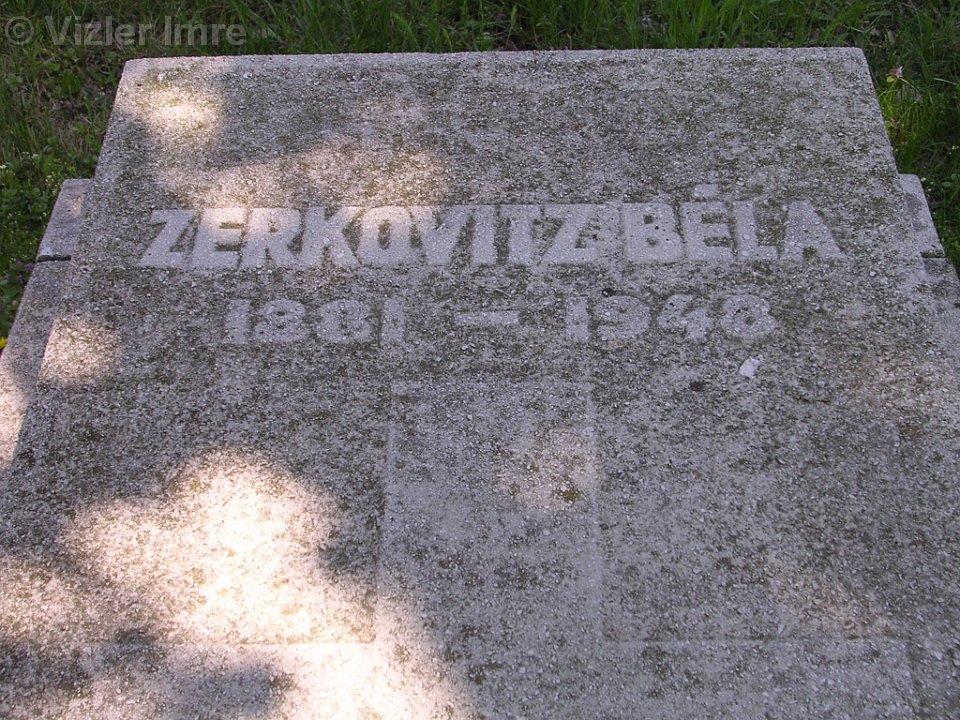 © Vizler Imre
ZERKOVITZ BÉLA
1881 - 1948